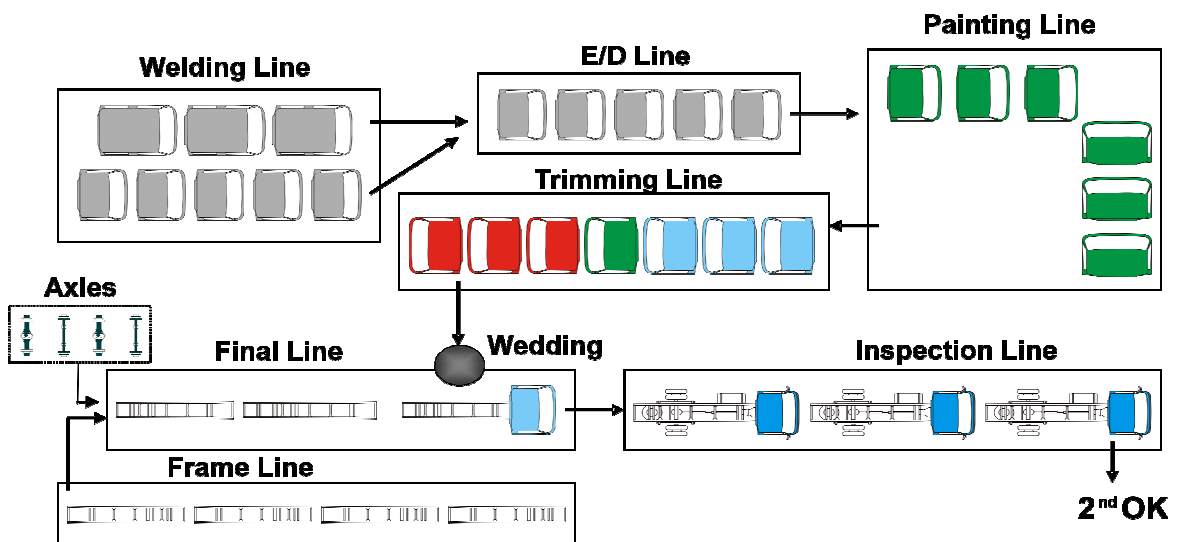 Painting Line
E/D Line
Welding Line
Trimming Line
Axles
Final Line
Wedding
Inspection Line
Frame Line
2nd OK